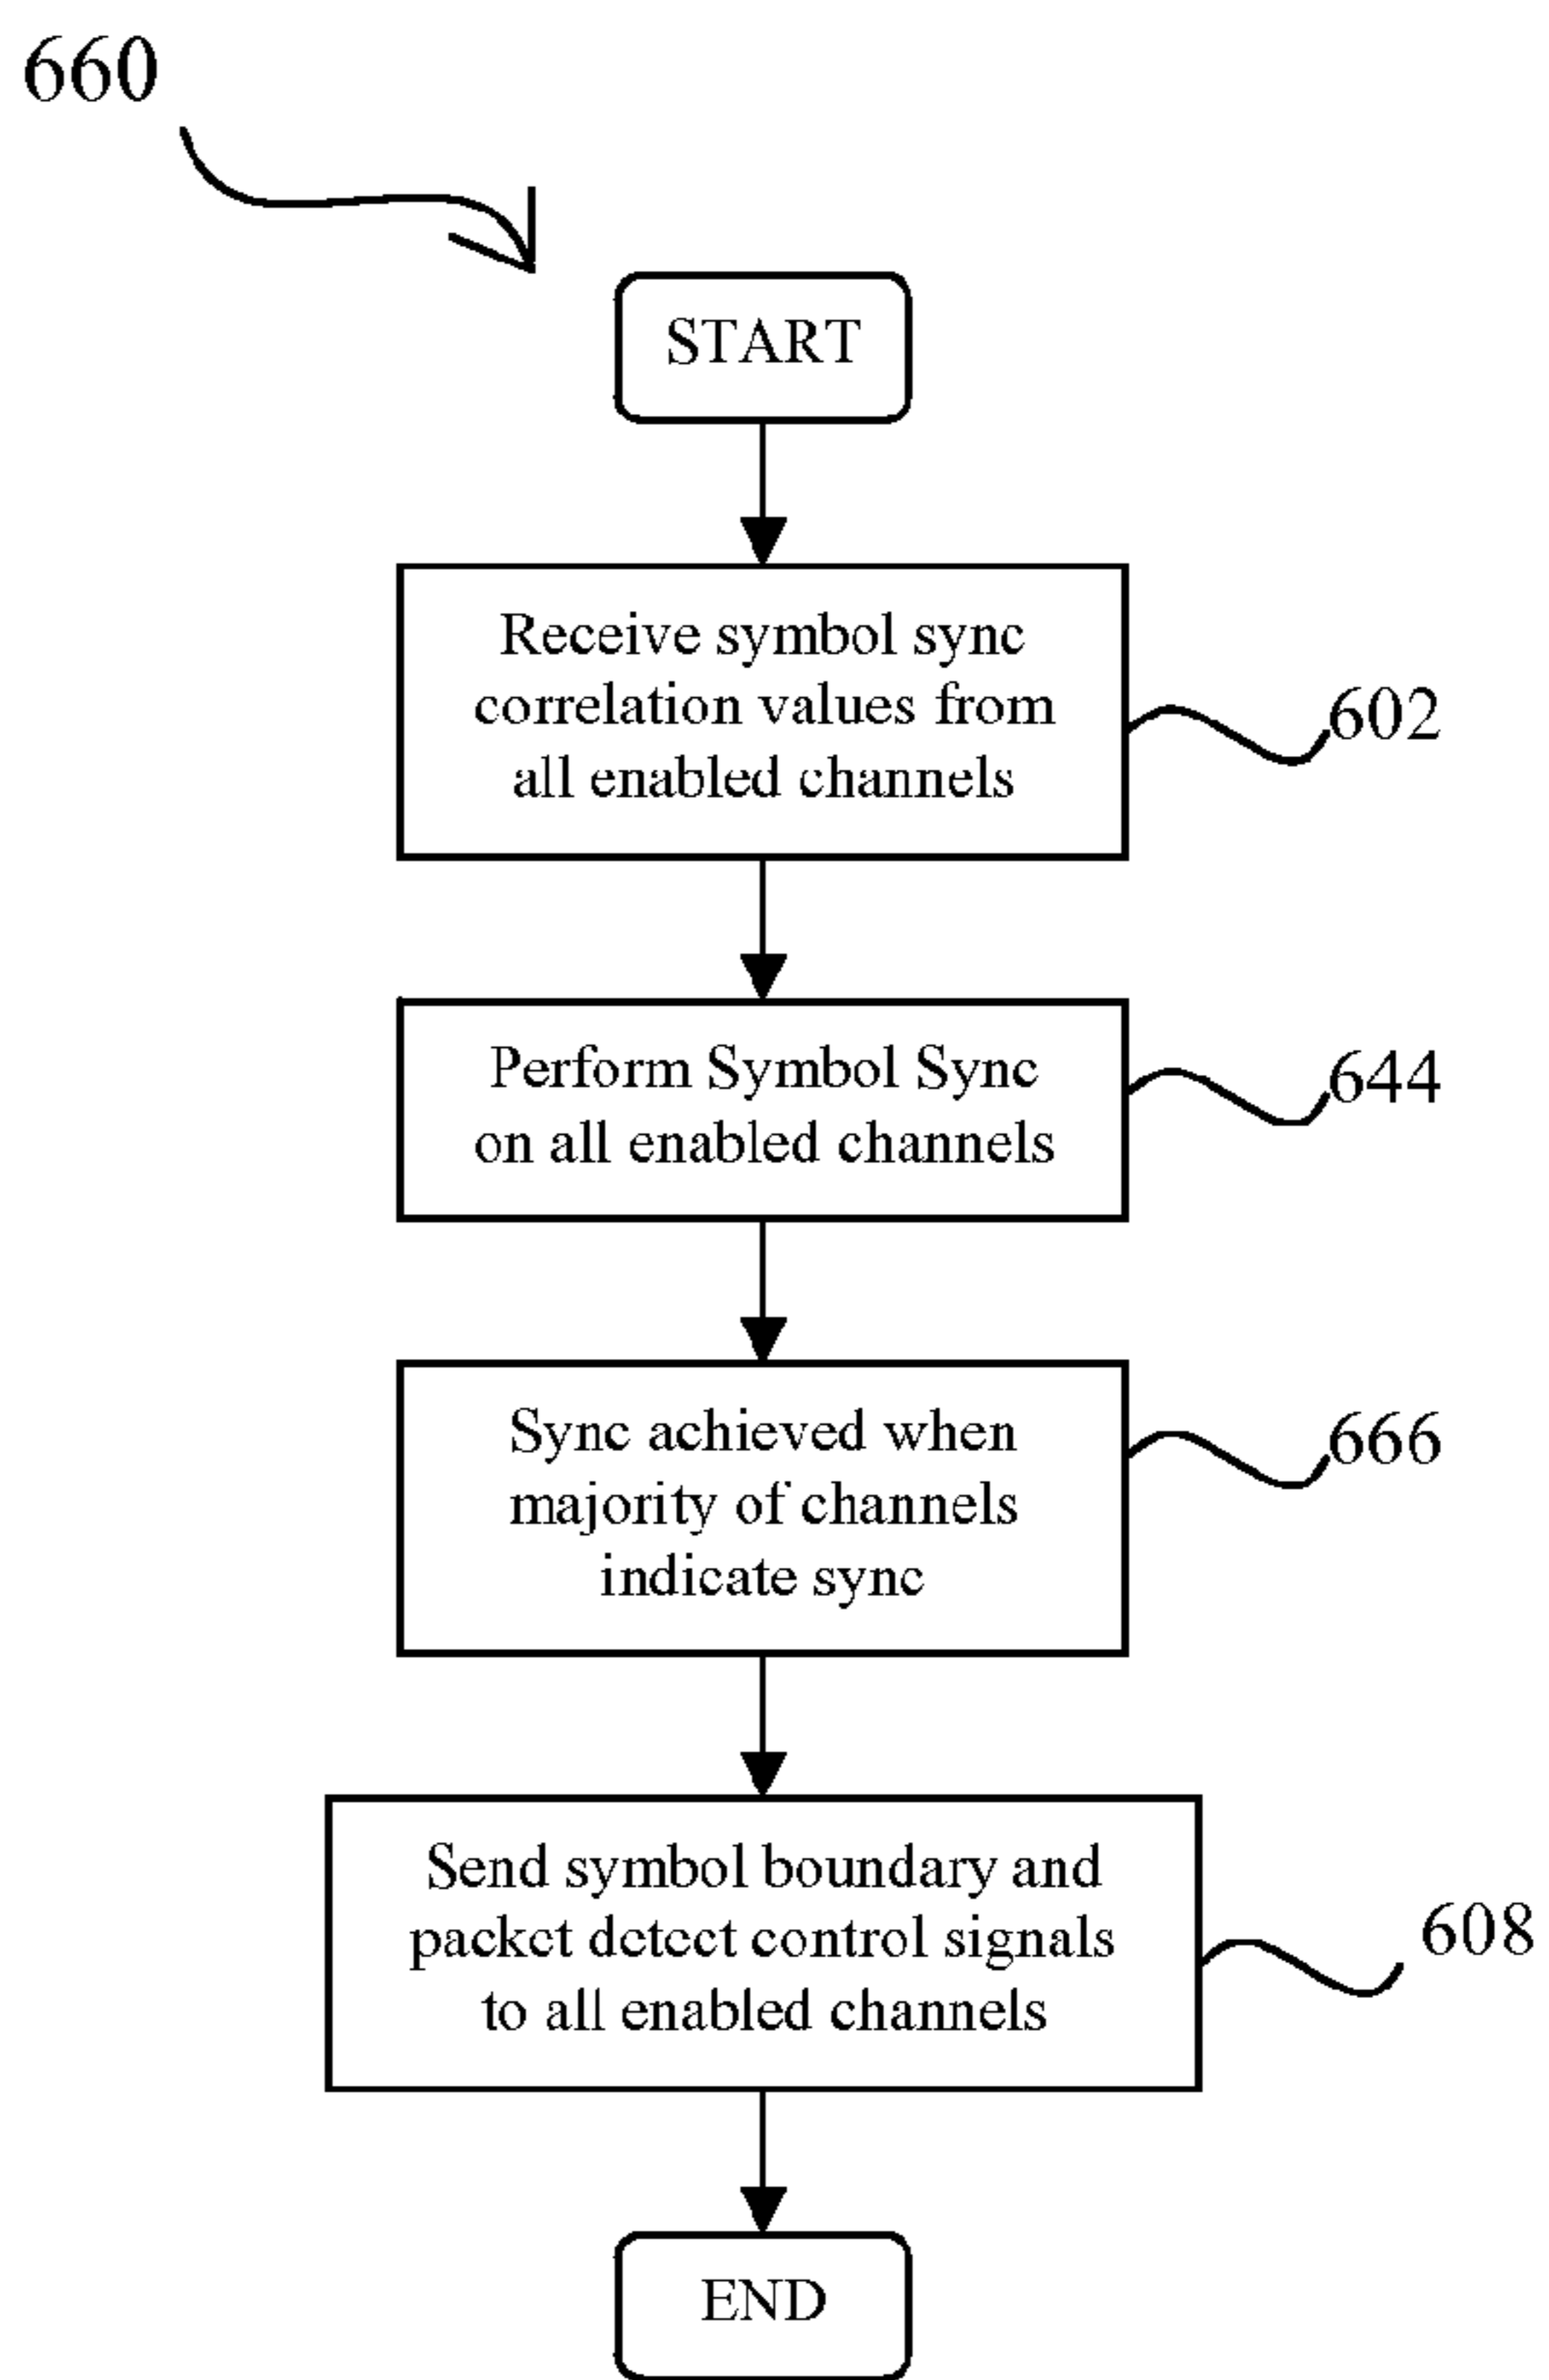 660
START
Receive symbol sync
correlation values from
all enabled channels
602
Perform Symbol Sync
on all enabled channels
644
Sync achieved when
majority of channels
indicate sync
666
Send symbol boundary and
packet detect control signals
to all enabled channels
608
END